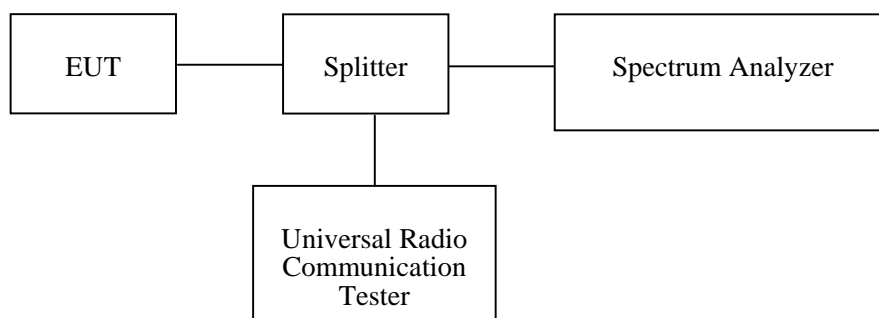 EUT
Splitter
Spectrum Analyzer
Universal Radio
Communication
Tester